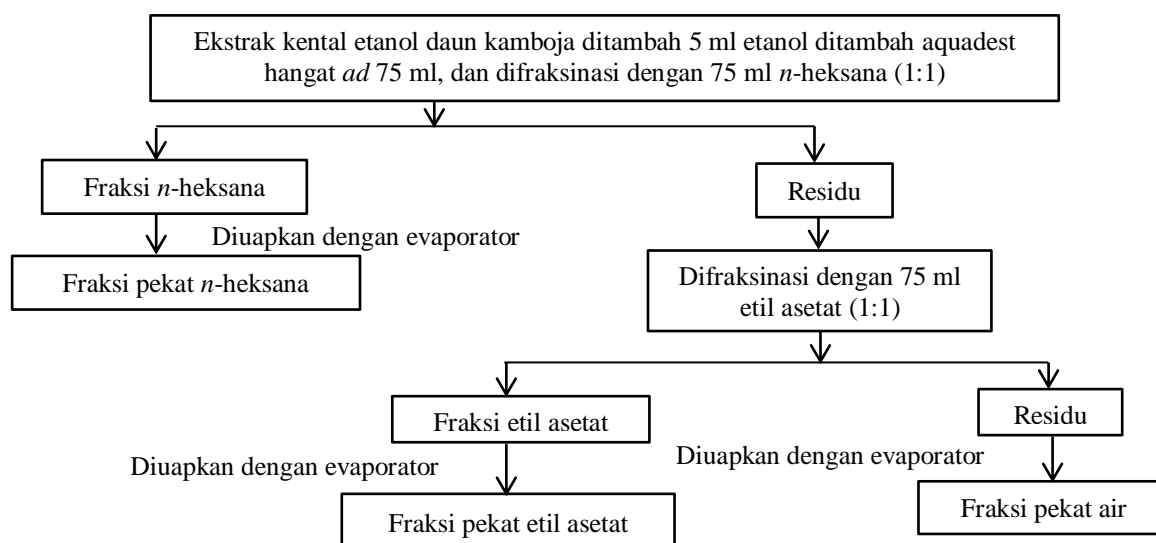 Ekstrak kental etanol daun kamboja ditambah 5 ml etanol ditambah aquadest
hangat ad 75 ml, dan difraksinasi dengan 75 ml n-heksana (1:1)
Fraksi n-heksana
Residu
Diuapkan dengan evaporator
Fraksi pekat n-heksana
Difraksinasi dengan 75 ml
etil asetat (1:1)
Fraksi etil asetat
Residu
Diuapkan dengan evaporator
Diuapkan dengan evaporator
Fraksi pekat etil asetat
Fraksi pekat air